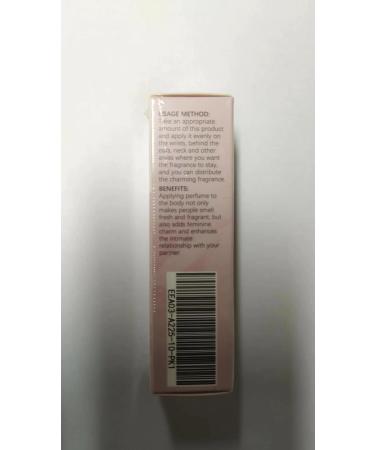 USAGE METHOD:
Take an appropriate
amount of this product
and apply it evenly on
the wrists, behind the
ears, neck and other
areas where you want
the fragrance to stay,
and you can distribute
the charming fragrance.
BENEFITS:
Applying perfume to
the body not only
makes people smell
fresh and fragrant, but
also adds feminine
charm and enhances
the intimate
relationship with your
partner
EEA03-A225-10-PK1